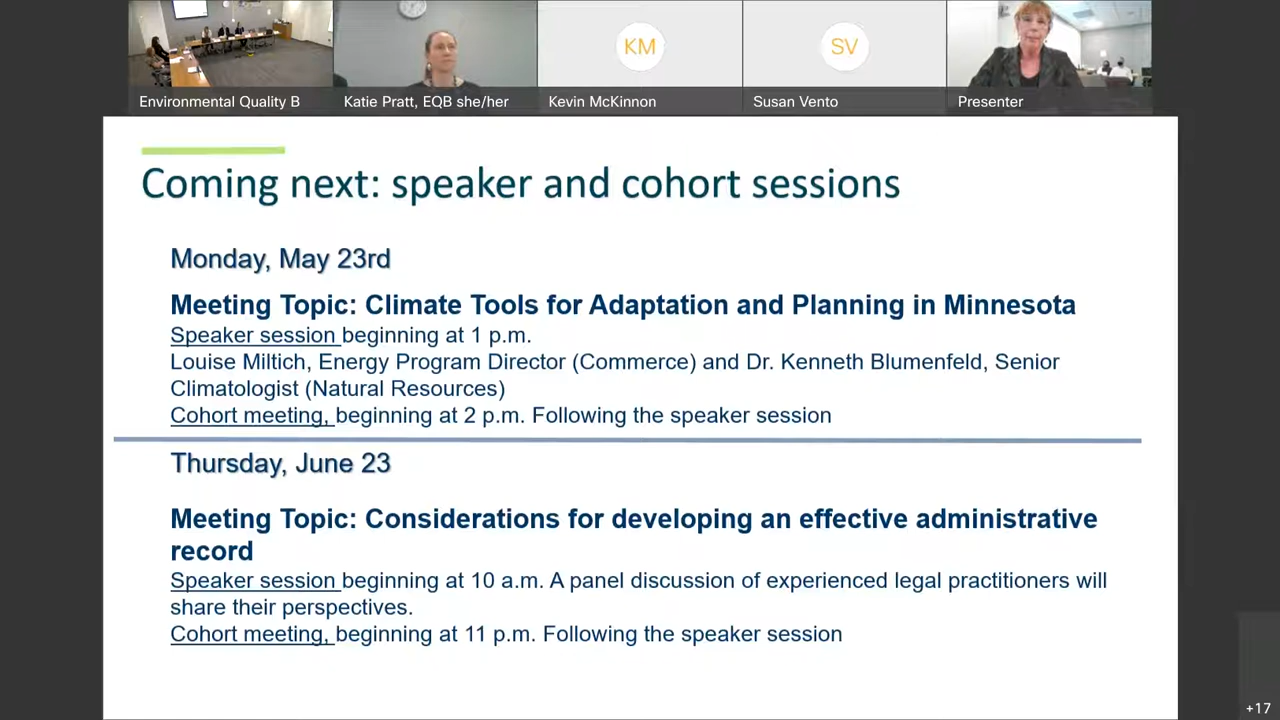 KM
SV
Environmental Quality B
Katie Pratt, EQB she/her
Kevin McKinnon
Susan Vento
Presenter
Coming next: speaker and cohort sessions
Monday, May 23rd
Meeting Topic: Climate Tools for Adaptation and Planning in Minnesota
Speaker session beginning at 1 p.m.
Louise Miltich, Energy Program Director (Commerce) and Dr. Kenneth Blumenfeld, Senior
Climatologist (Natural Resources)
Cohort meeting, beginning at 2 p.m. Following the speaker session
Thursday, June 23
Meeting Topic: Considerations for developing an effective administrative
record
Speaker session beginning at 10 a.m. A panel discussion of experienced legal practitioners will
share their perspectives.
Cohort meeting, beginning at 11 p.m. Following the speaker session
+17